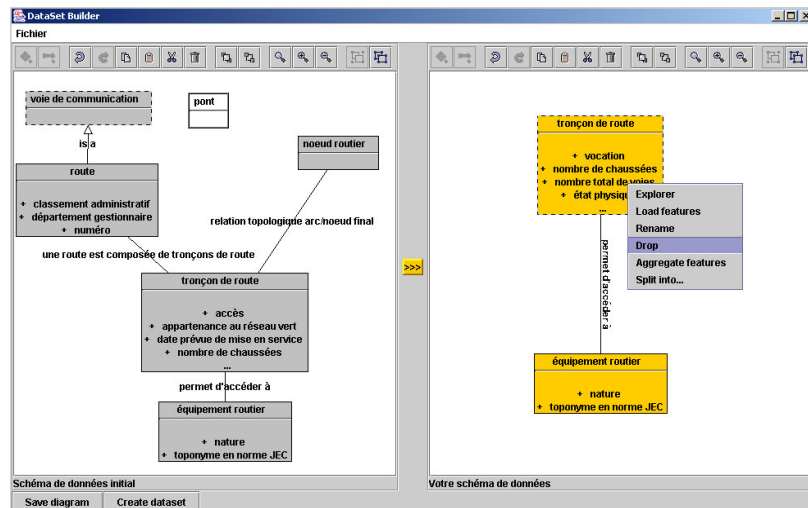 DataSet Builder
Fichier
voie de communication
pont
is a
noeud routier
route
+ classement administratif
+ département gestionnaire
+ numéro
relation topologique arc/noeud final
une route est composée de tronçons de route
tronçon de route
+ accès
+ appartenance au réseau vert
+ date prévue de mise en service
+ nombre de chaussées
...
permet d'accéder à
équipement routier
+ nature
+ toponyme en norme JEC
Schéma de données initial
>>>
tronçon de route
+ vocation
+ nombre de chaussées
+ nombre total de voies
+ état physiqu
...
Explorer
Load features
Rename
Drop
Aggregate features
Split into...
permet d'accéder à
équipement routier
+ nature
+ toponyme en norme JEC
Votre schéma de données
Save diagram
Create dataset